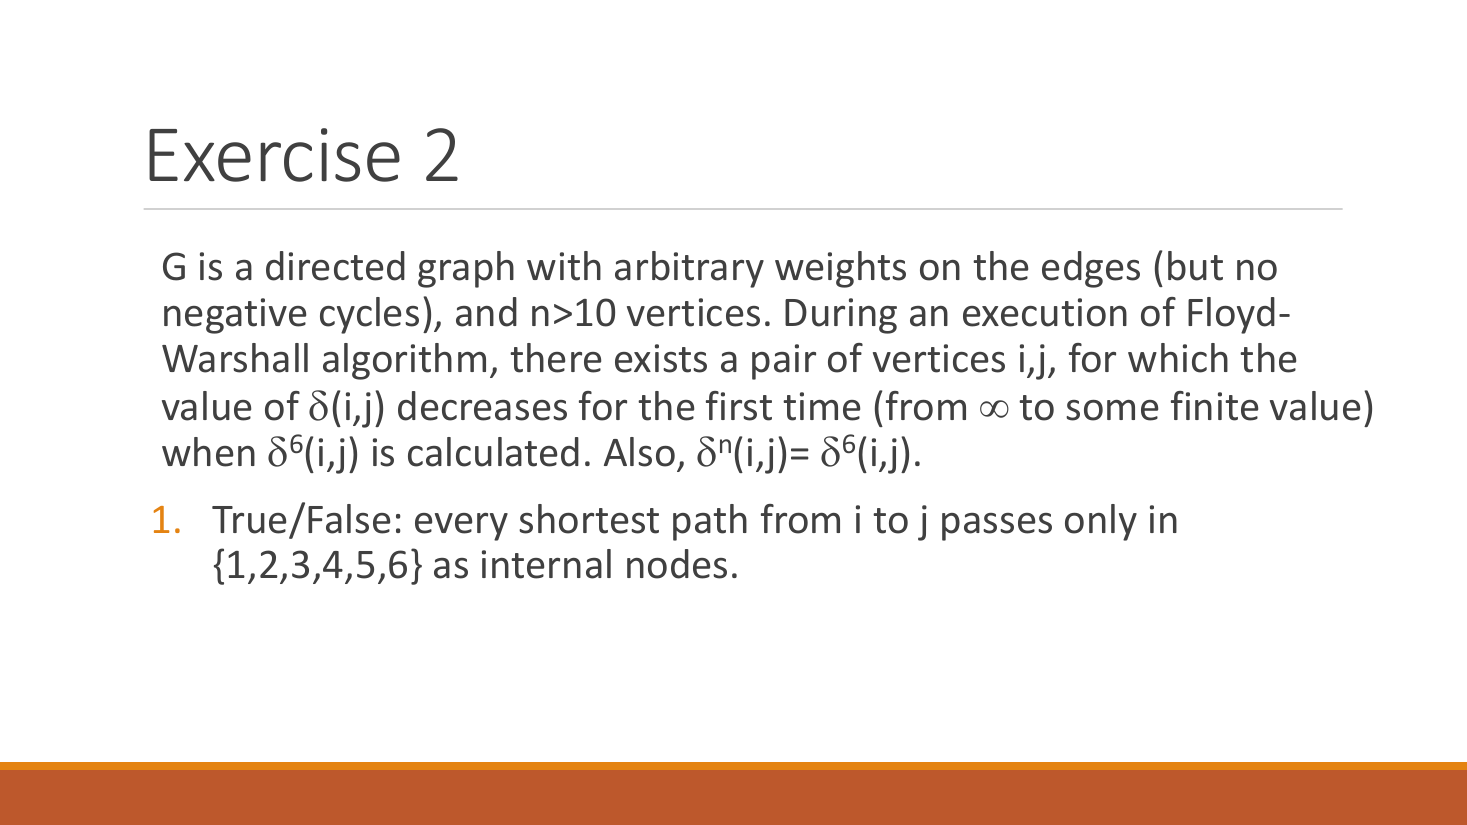 Exercise 2
G is a directed graph with arbitrary weights on the edges (but no
negative cycles), and n>10 vertices. During an execution of Floyd-
Warshall algorithm, there exists a pair of vertices i,j, for which the
value of δ(i,j) decreases for the first time (from ∞ to some finite value)
when δ⁶(i,j) is calculated. Also, δⁿ(i,j)= δ⁶(i,j).
1. True/False: every shortest path from i to j passes only in
{1,2,3,4,5,6} as internal nodes.